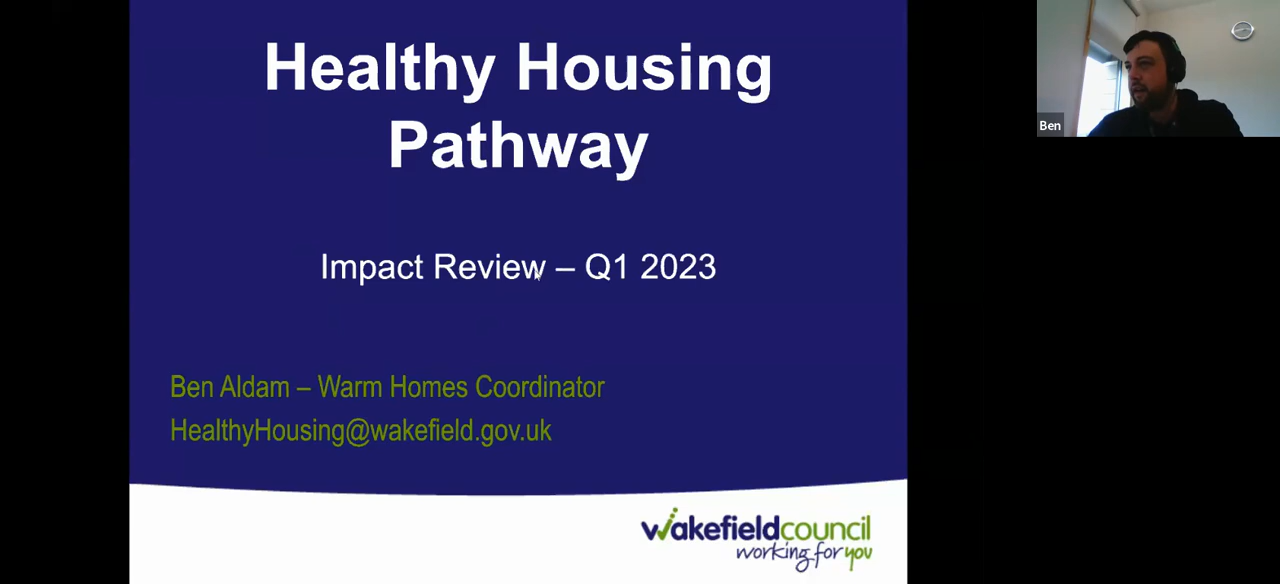 Healthy Housing
Pathway
Impact Review – Q1 2023
Ben Aldam – Warm Homes Coordinator
HealthyHousing@wakefield.gov.uk
wakefieldcouncil
working for you
Ben